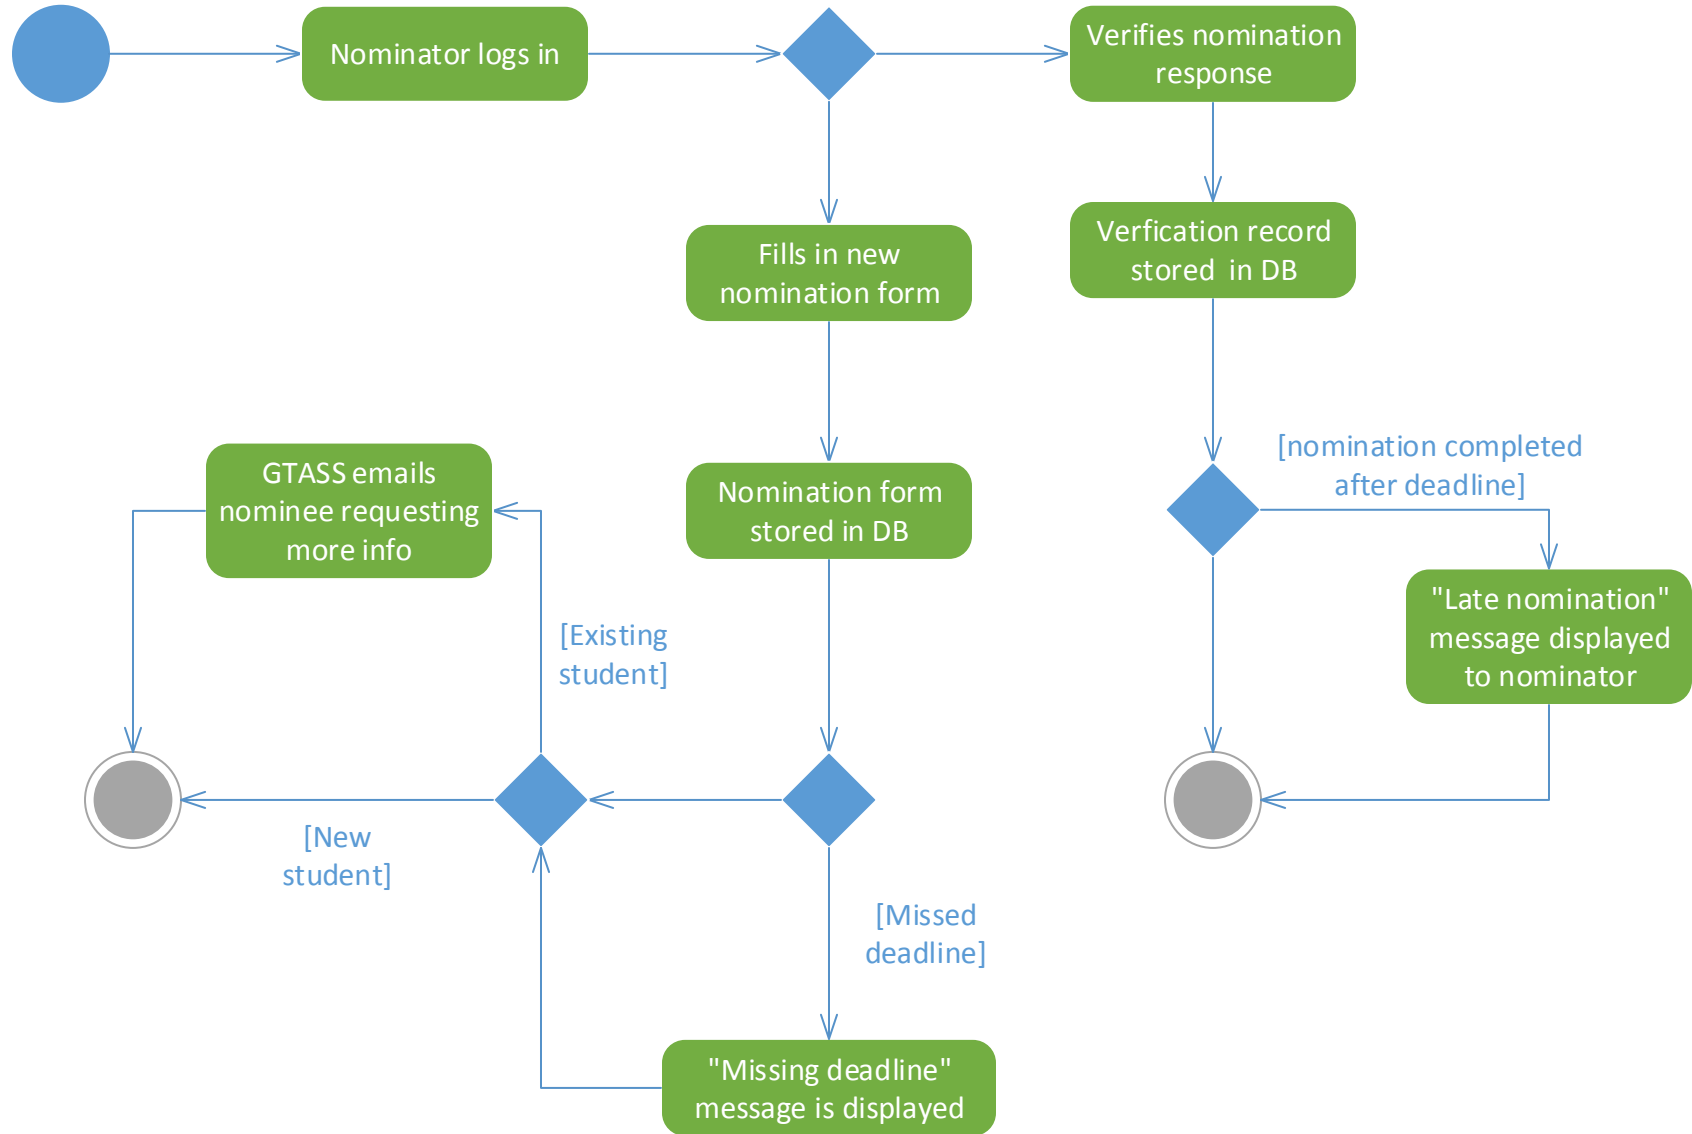 Nominator logs in
Verifies nomination
response
Fills in new
nomination form
Verfication record
stored  in DB
[nomination completed
after deadline]
GTASS emails
nominee requesting
more info
Nomination form
stored in DB
"Late nomination"
message displayed
to nominator
[Existing
student]
[New
student]
[Missed
deadline]
"Missing deadline"
message is displayed